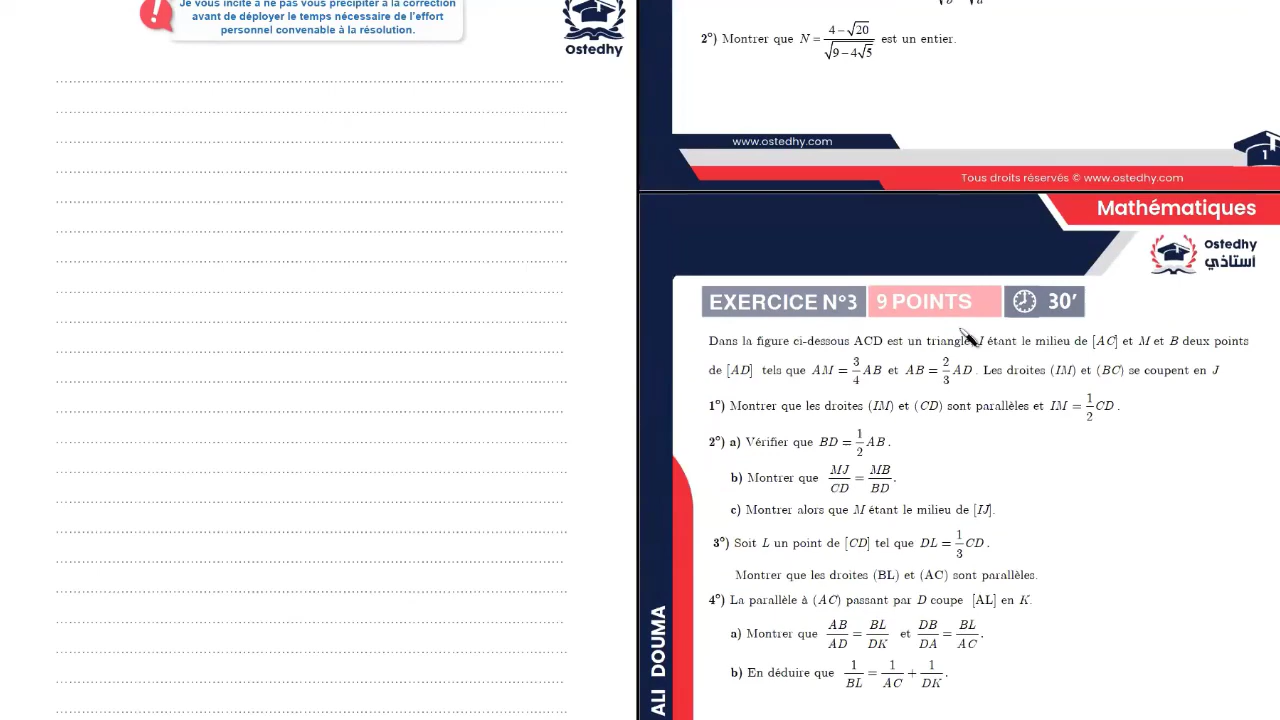 Je vous incite à ne pas vous précipiter à la correction
avant de déployer le temps nécessaire de l'effort
personnel convenable à la résolution.
Ostedhy
2°) Montrer que N = (4 − √20)/√(9 − 4√5) est un entier.
www.ostedhy.com
1
Tous droits réservés © www.ostedhy.com
Mathématiques
Ostedhy
أستاذي
EXERCICE N°3 9 POINTS 30'
Dans la figure ci-dessous ACD est un triangle I étant le milieu de [AC] et M et B deux points
de [AD] tels que AM = 3/4 AB et AB = 2/3 AD . Les droites (IM) et (BC) se coupent en J
1°) Montrer que les droites (IM) et (CD) sont parallèles et IM = 1/2 CD .
2°) a) Vérifier que BD = 1/2 AB .
b) Montrer que MJ/CD = MB/BD .
c) Montrer alors que M étant le milieu de [IJ].
3°) Soit L un point de [CD] tel que DL = 1/3 CD .
Montrer que les droites (BL) et (AC) sont parallèles.
4°) La parallèle à (AC) passant par D coupe [AL] en K.
a) Montrer que AB/AD = BL/DK et DB/DA = BL/AC .
b) En déduire que 1/BL = 1/AC + 1/DK .
ALI DOUMA